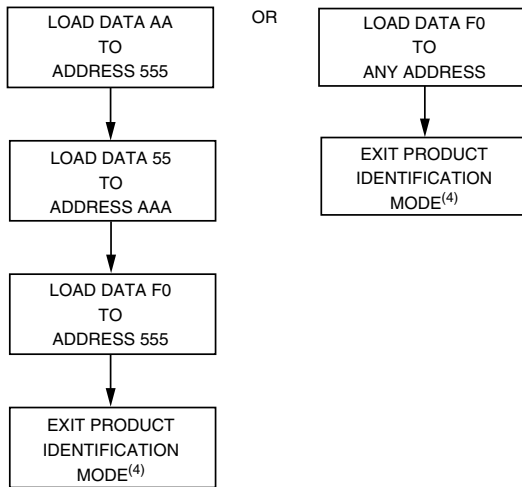 LOAD DATA AA
TO
ADDRESS 555
LOAD DATA 55
TO
ADDRESS AAA
LOAD DATA F0
TO
ADDRESS 555
EXIT PRODUCT
IDENTIFICATION
MODE(4)
OR
LOAD DATA F0
TO
ANY ADDRESS
EXIT PRODUCT
IDENTIFICATION
MODE(4)